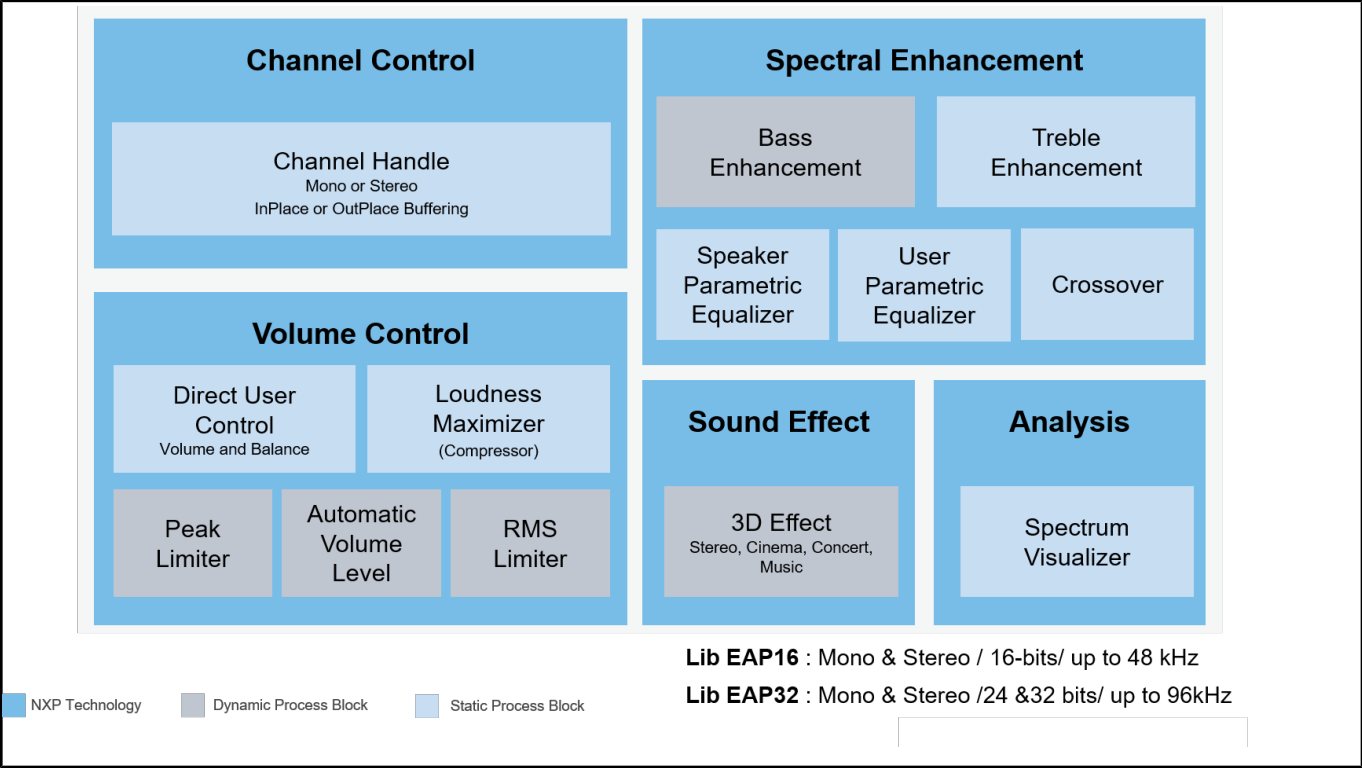 Channel Control
Channel Handle
Mono or Stereo
InPlace or OutPlace Buffering
Spectral Enhancement
Bass
Enhancement
Treble
Enhancement
Speaker
Parametric
Equalizer
User
Parametric
Equalizer
Crossover
Volume Control
Direct User
Control
Volume and Balance
Loudness
Maximizer
(Compressor)
Peak
Limiter
Automatic
Volume
Level
RMS
Limiter
Sound Effect
3D Effect
Stereo, Cinema, Concert,
Music
Analysis
Spectrum
Visualizer
Lib EAP16 : Mono & Stereo / 16-bits/ up to 48 kHz
Lib EAP32 : Mono & Stereo /24 &32 bits/ up to 96kHz
NXP Technology
Dynamic Process Block
Static Process Block